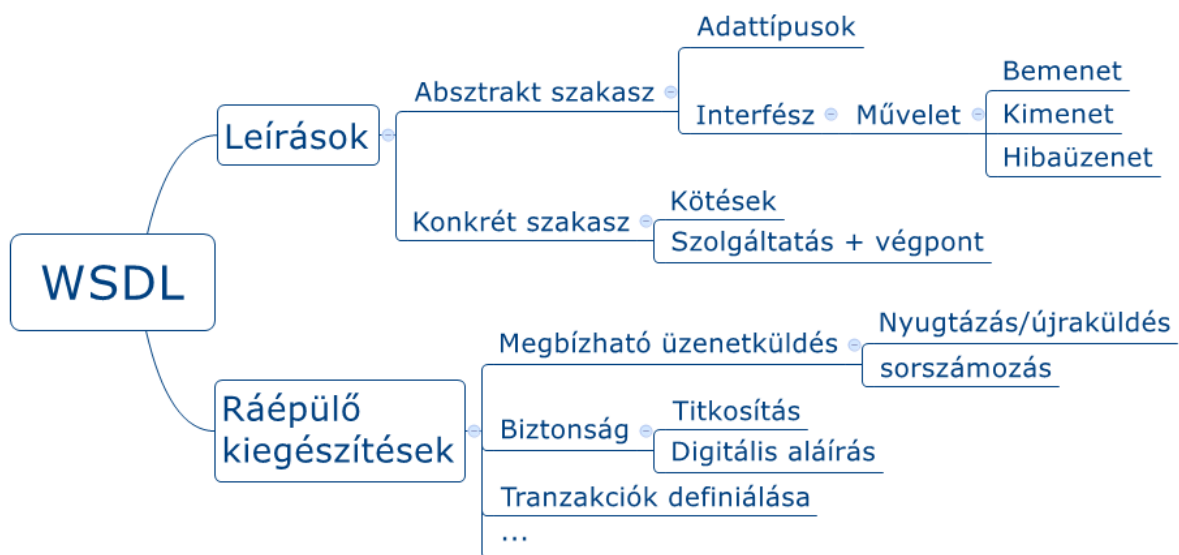 WSDL
Leírások
Absztrakt szakasz
Adattípusok
Interfész
Művelet
Bemenet
Kimenet
Hibaüzenet
Konkrét szakasz
Kötések
Szolgáltatás + végpont
Ráépülő
kiegészítések
Megbízható üzenetküldés
Nyugtázás/újraküldés
sorszámozás
Biztonság
Titkosítás
Digitális aláírás
Tranzakciók definiálása
...